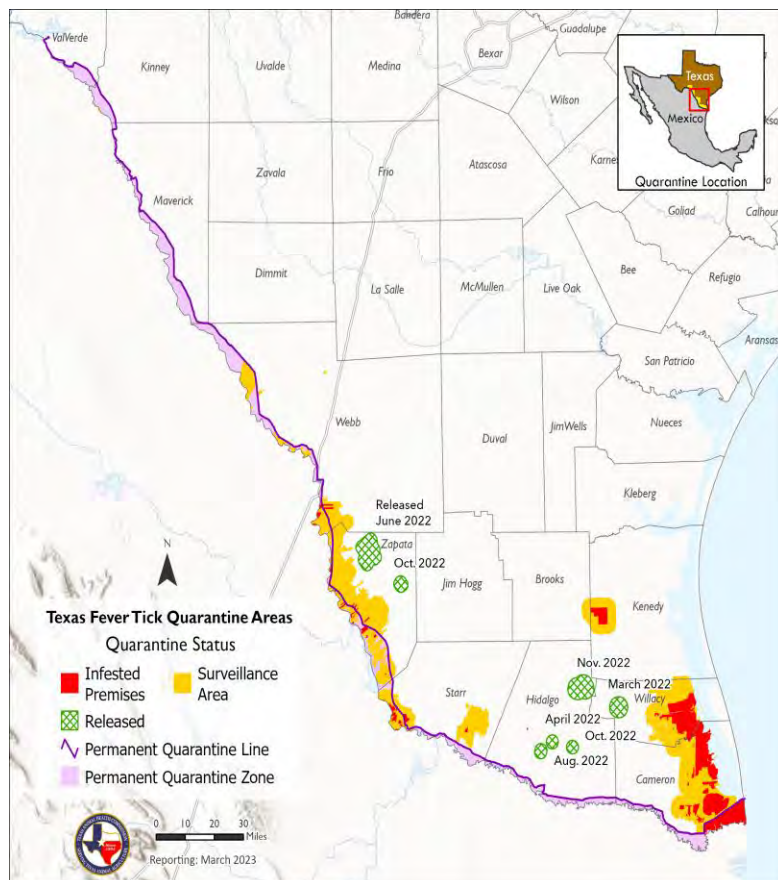 Bandera
Guadalupe
ValVerde
Kinney
Uvalde
Medina
Bexar
Wilson
Texas
Mexico
Quarantine Location
Maverick
Zavala
Frio
Atascosa
Karnes
Goliad
Calhoun
Dimmit
La Salle
McMullen
Live Oak
Bee
Refugio
Aransas
San Patricio
Webb
Duval
JimWells
Nueces
Kleberg
Released
June 2022
Zapata
Oct. 2022
Jim Hogg
Brooks
Kenedy
N
Texas Fever Tick Quarantine Areas
Quarantine Status
Infested
Premises
Surveillance
Area
Released
Permanent Quarantine Line
Permanent Quarantine Zone
Starr
Hidalgo
Nov. 2022
March 2022
Willacy
April 2022
Oct. 2022
Aug. 2022
Cameron
0 10 20 30
Miles
Reporting: March 2023